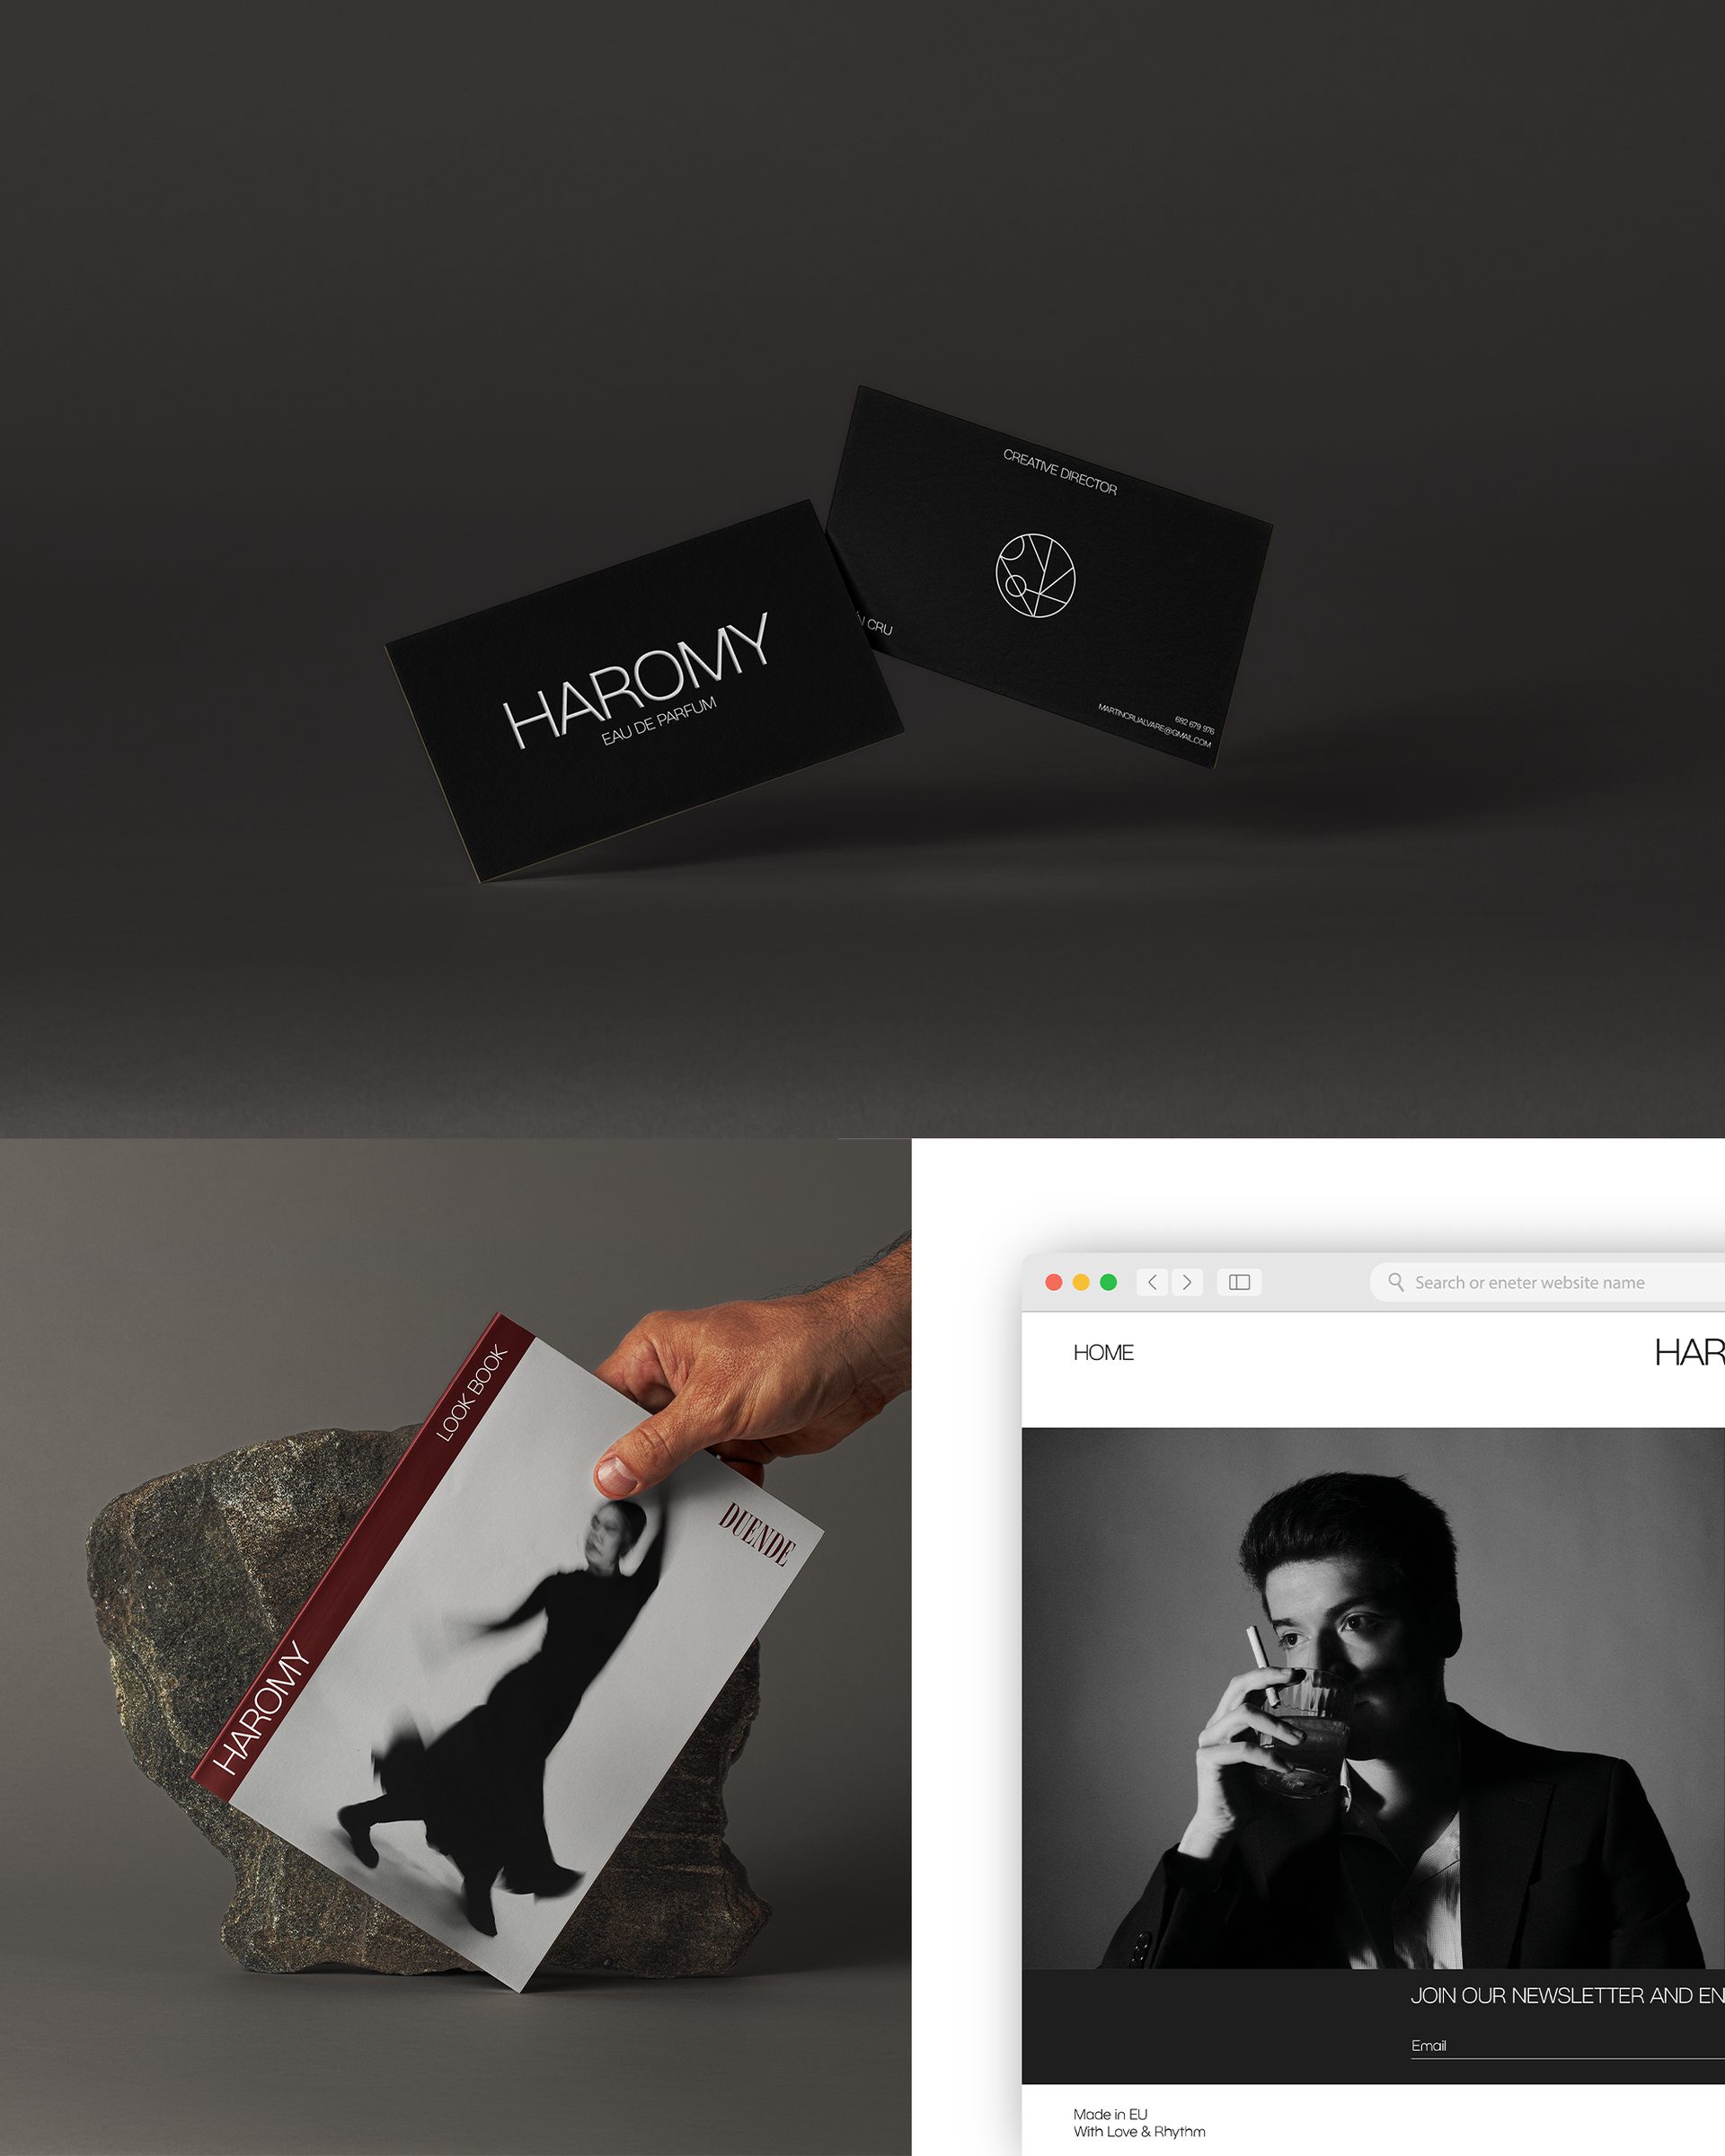 CREATIVE DIRECTOR
CRU
692 679 976
MARTINCRUALVARE@GMAIL.COM
HAROMY
EAU DE PARFUM
LOOK BOOK
HAROMY
DUENDE
Search or eneter website name
HOME
HAR
JOIN OUR NEWSLETTER AND EN
Email
Made in EU
With Love & Rhythm